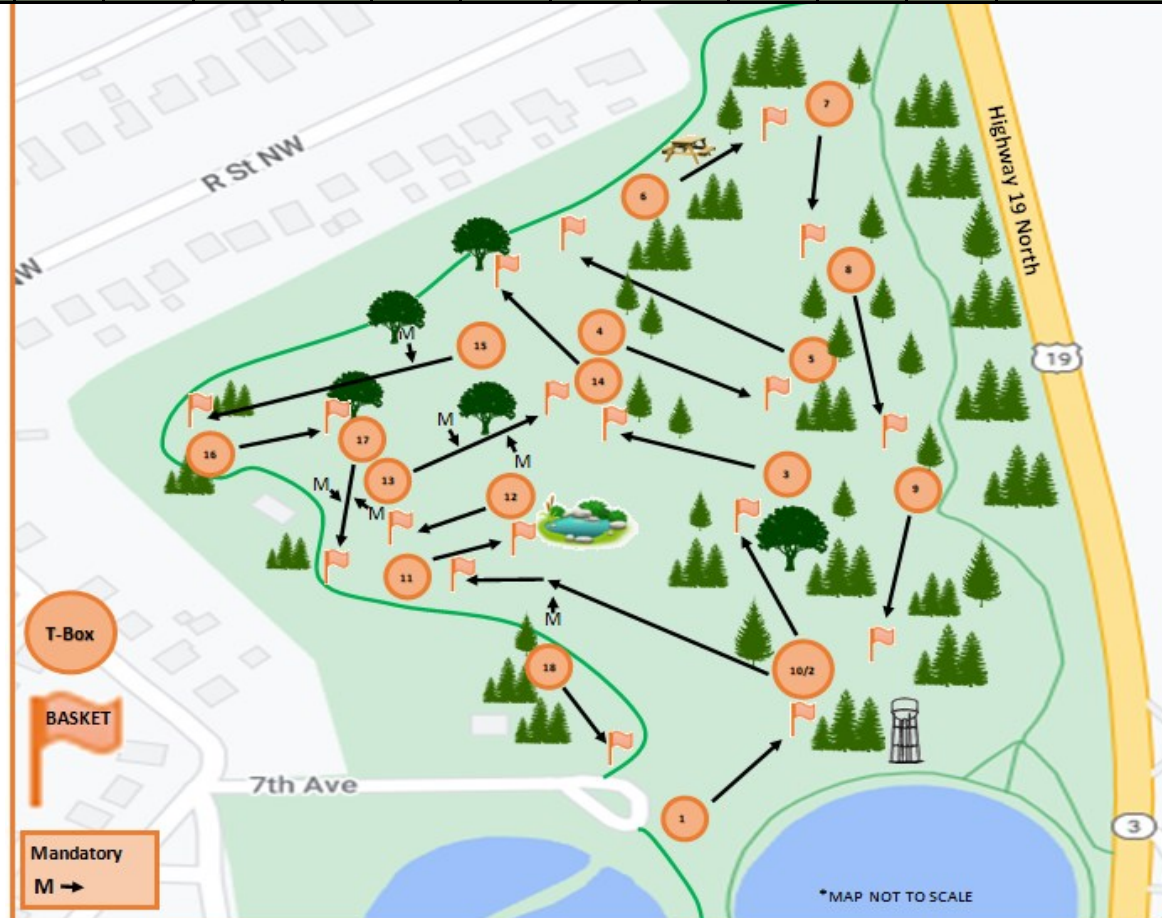 R St NW
NW
7
6
8
Highway 19 North
4
5
15
M
14
19
M
17
16
M
13
12
3
9
M
M
11
M
T-Box
18
10/2
BASKET
7th Ave
1
3
Mandatory
M
*MAP NOT TO SCALE